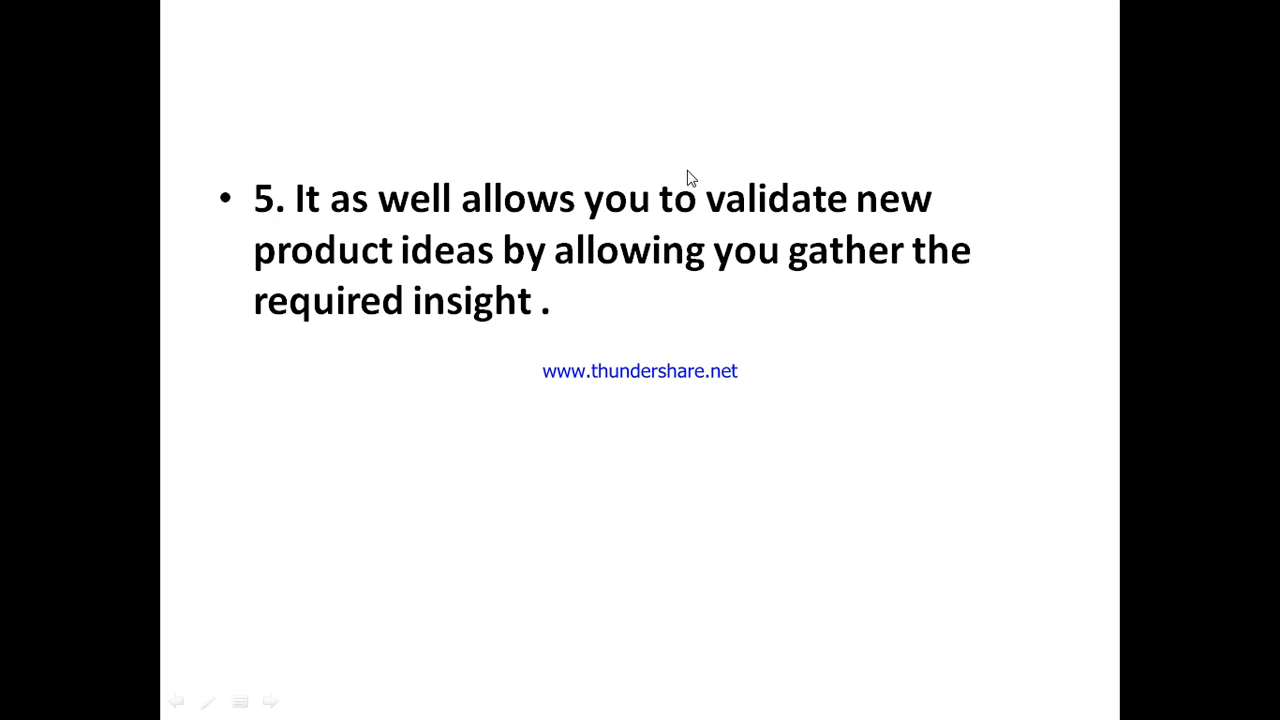 • 5. It as well allows you to validate new
product ideas by allowing you gather the
required insight .
www.thundershare.net